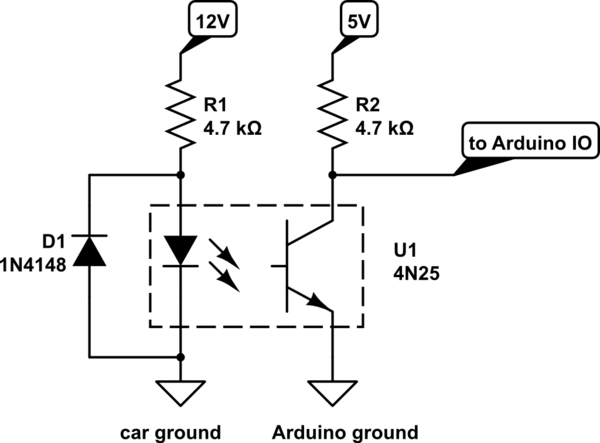 12V
5V
R1
4.7 kΩ
R2
4.7 kΩ
to Arduino IO
D1
1N4148
U1
4N25
car ground
Arduino ground